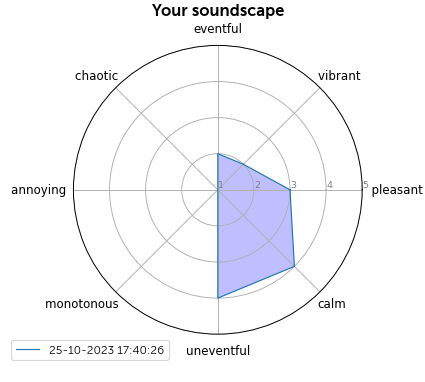 Your soundscape
eventful
chaotic
vibrant
annoying
1 2 3 4 5
pleasant
monotonous
calm
uneventful
25-10-2023 17:40:26